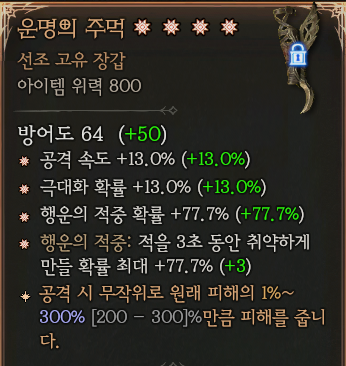 운명의 주먹
선조 고유 장갑
아이템 위력 800
방어도 64 (+50)
공격 속도 +13.0% (+13.0%)
극대화 확률 +13.0% (+13.0%)
행운의 적중 확률 +77.7% (+77.7%)
행운의 적중: 적을 3초 동안 취약하게
만들 확률 최대 +77.7% (+3)
공격 시 무작위로 원래 피해의 1%~
300% [200 - 300]%만큼 피해를 줍니
다.